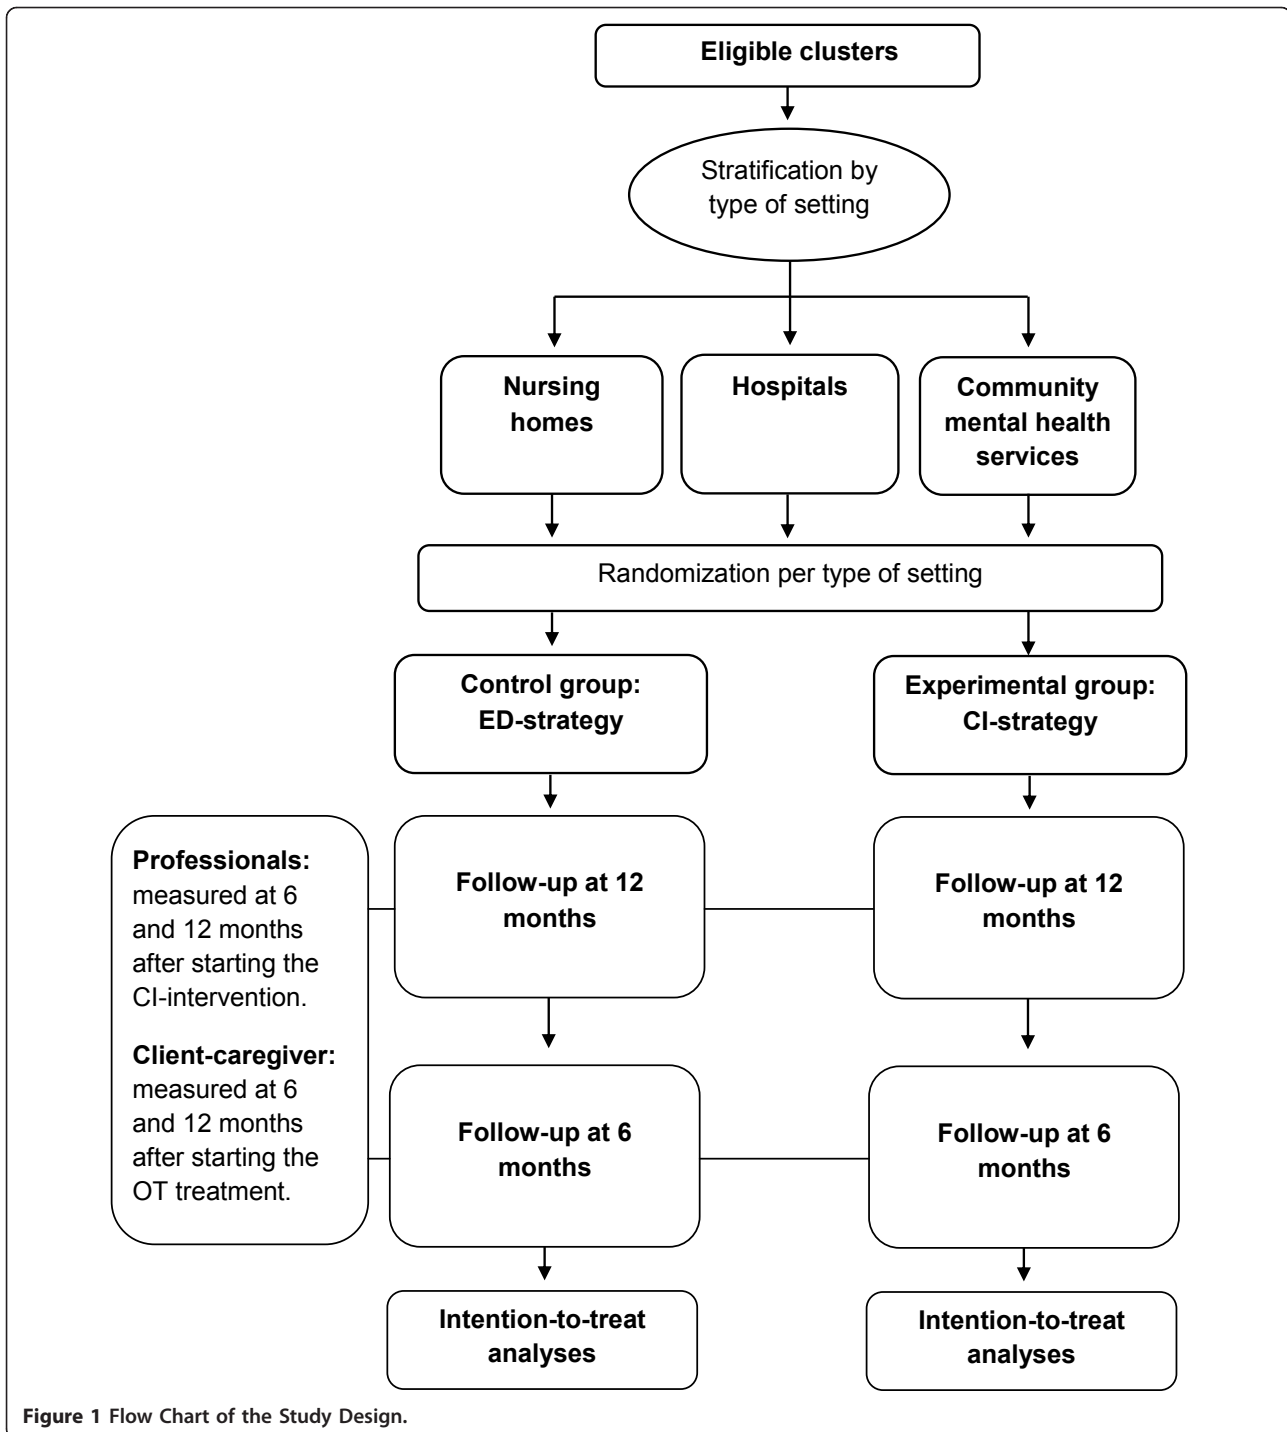 Eligible clusters
Stratification by
type of setting
Nursing
homes
Hospitals
Community
mental health
services
Randomization per type of setting
Control group:
ED-strategy
Experimental group:
CI-strategy
Professionals:
measured at 6
and 12 months
after starting the
CI-intervention.
Client-caregiver:
measured at 6
and 12 months
after starting the
OT treatment.
Follow-up at 12
months
Follow-up at 12
months
Follow-up at 6
months
Follow-up at 6
months
Intention-to-treat
analyses
Intention-to-treat
analyses
Figure 1 Flow Chart of the Study Design.